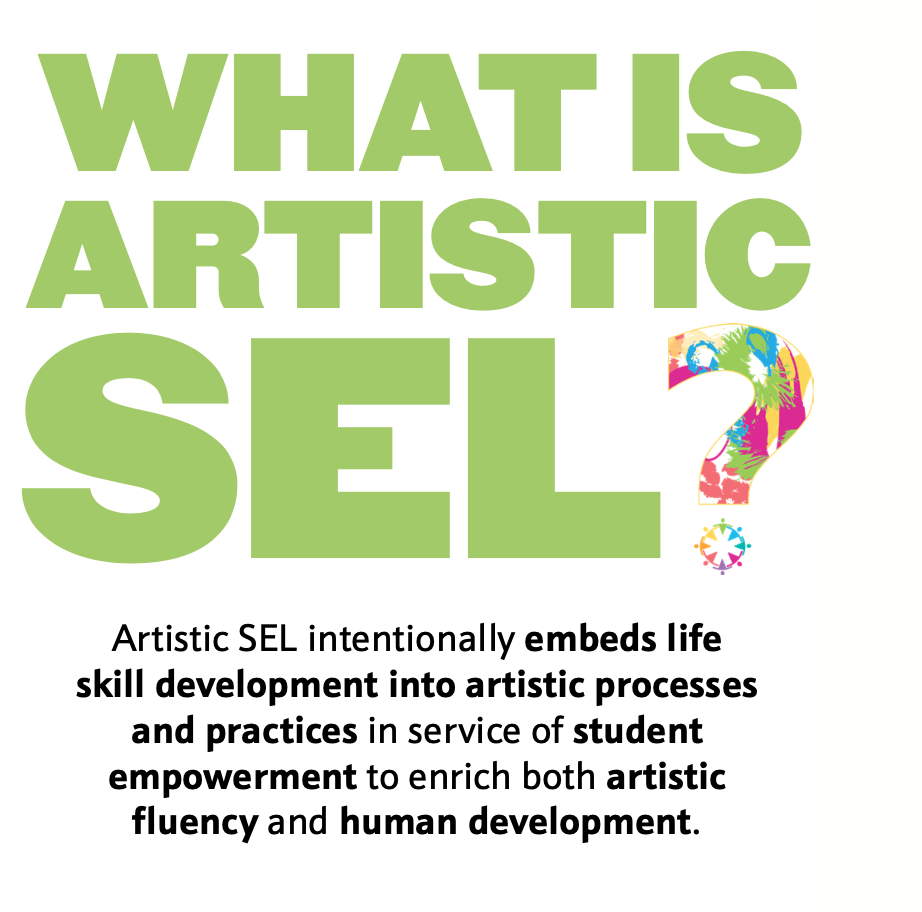 WHAT IS
ARTISTIC
SEL?
Artistic SEL intentionally embeds life
skill development into artistic processes
and practices in service of student
empowerment to enrich both artistic
fluency and human development.